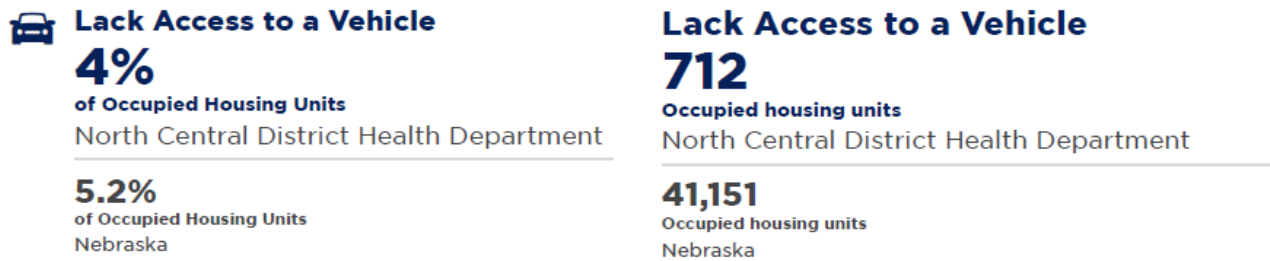 Lack Access to a Vehicle
4%
of Occupied Housing Units
North Central District Health Department
5.2%
of Occupied Housing Units
Nebraska
Lack Access to a Vehicle
712
Occupied housing units
North Central District Health Department
41,151
Occupied housing units
Nebraska